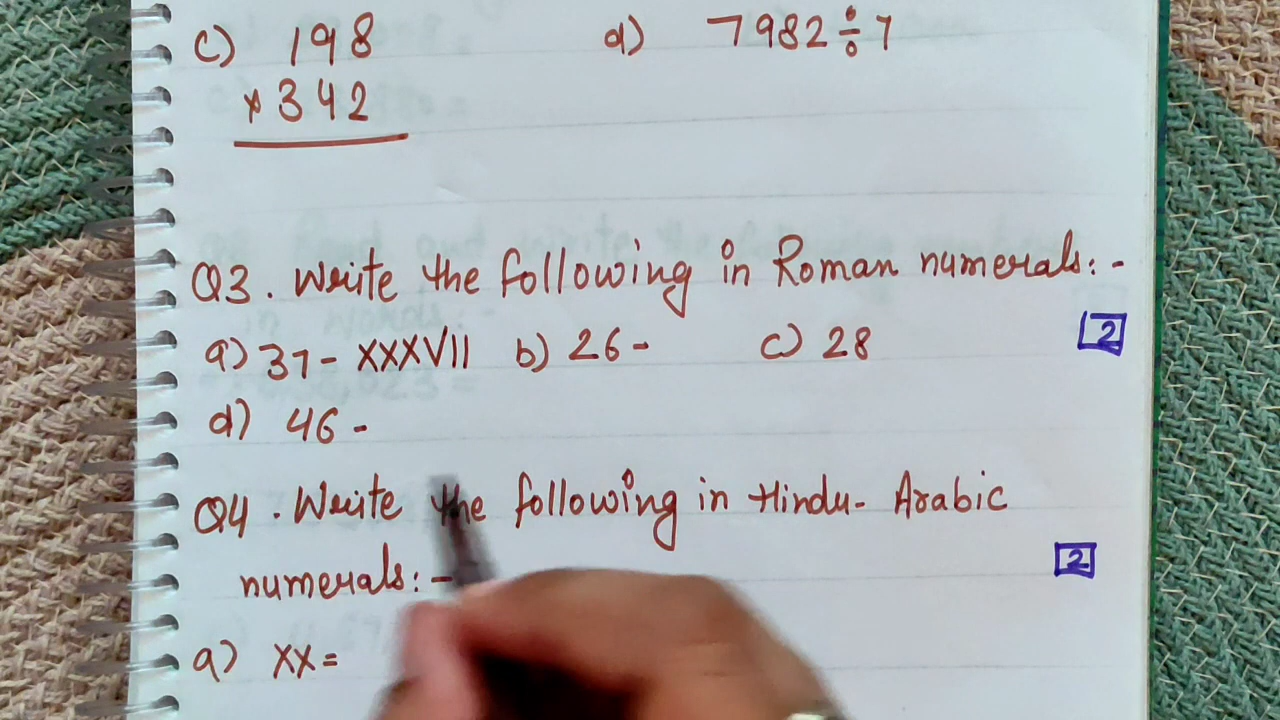 c) 198 d) 7982÷7
×342
Q3. Write the following in Roman numerals:-
a) 37- XXXVII b) 26- c) 28 2
d) 46-
Q4. Write the following in Hindu-Arabic
numerals:- 2
a) XX=